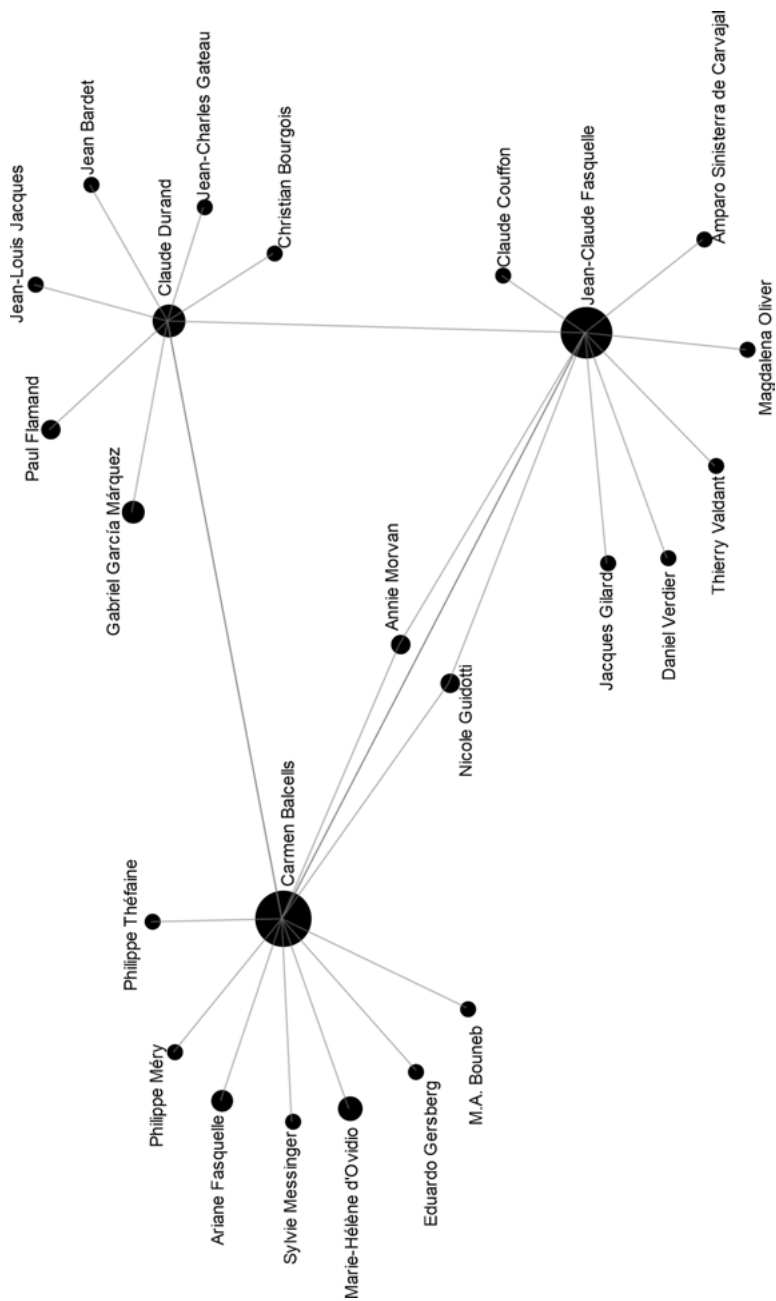 Philippe Théfaine
Philippe Méry
Ariane Fasquelle
Sylvie Messinger
Marie-Hélène d'Ovidio
Eduardo Gersberg
M.A. Bouneb
Carmen Balcells
Nicole Guidotti
Annie Morvan
Gabriel García Márquez
Paul Flamand
Jean-Louis Jacques
Jean Bardet
Claude Durand
Jean-Charles Gateau
Christian Bourgois
Jacques Gilard
Daniel Verdier
Thierry Valdant
Magdalena Oliver
Claude Couffon
Jean-Claude Fasquelle
Amparo Sinisterra de Carvajal